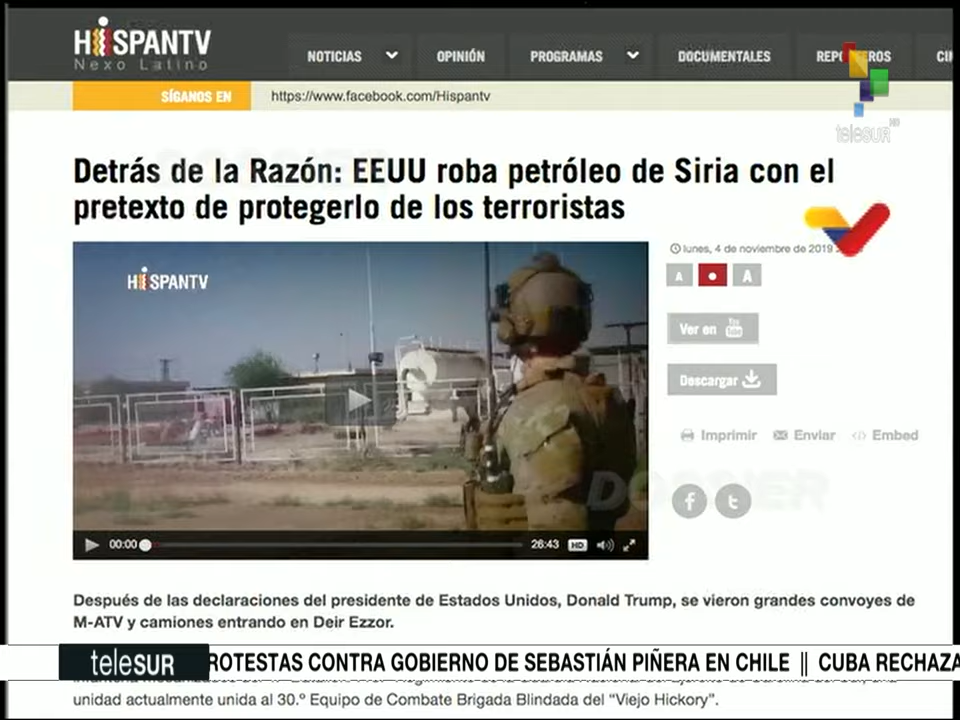 HISPANTV
Nexo Latino
NOTICIAS
OPINIÓN
PROGRAMAS
DOCUMENTALES
SÍGANOS EN
https://www.facebook.com/Hispantv
telesur
HD
Detrás de la Razón: EEUU roba petróleo de Siria con el
pretexto de protegerlo de los terroristas
HISPANTV
lunes, 4 de noviembre de 2019
A
A
Ver en You Tube
Descargar
Imprimir
Enviar
Embed
DOSSIER
00:00
26:43
HD
Después de las declaraciones del presidente de Estados Unidos, Donald Trump, se vieron grandes convoyes de
M-ATV y camiones entrando en Deir Ezzor.
teleSUR
ROTESTAS CONTRA GOBIERNO DE SEBASTIÁN PIÑERA EN CHILE || CUBA RECHAZA
unidad actualmente unida al 30.º Equipo de Combate Brigada Blindada del “Viejo Hickory”.